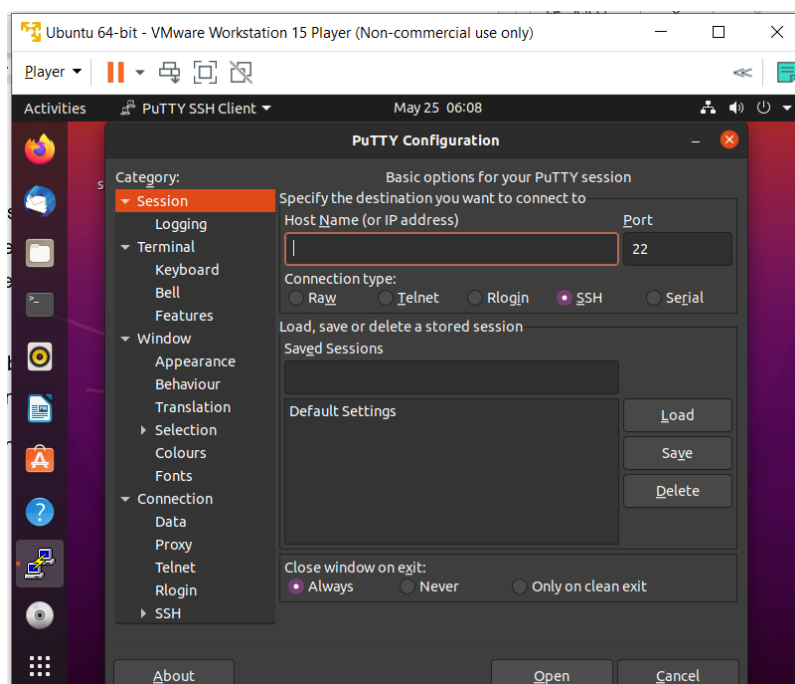 Ubuntu 64-bit - VMware Workstation 15 Player (Non-commercial use only)
Player
Activities PuTTY SSH Client May 25 06:08
PuTTY Configuration
Category:
Session
Logging
Terminal
Keyboard
Bell
Features
Window
Appearance
Behaviour
Translation
Selection
Colours
Fonts
Connection
Data
Proxy
Telnet
Rlogin
SSH
Basic options for your PuTTY session
Specify the destination you want to connect to
Host Name (or IP address) Port
22
Connection type:
Raw Telnet Rlogin SSH Serial
Load, save or delete a stored session
Saved Sessions
Default Settings
Load
Save
Delete
Close window on exit:
Always Never Only on clean exit
About Open Cancel